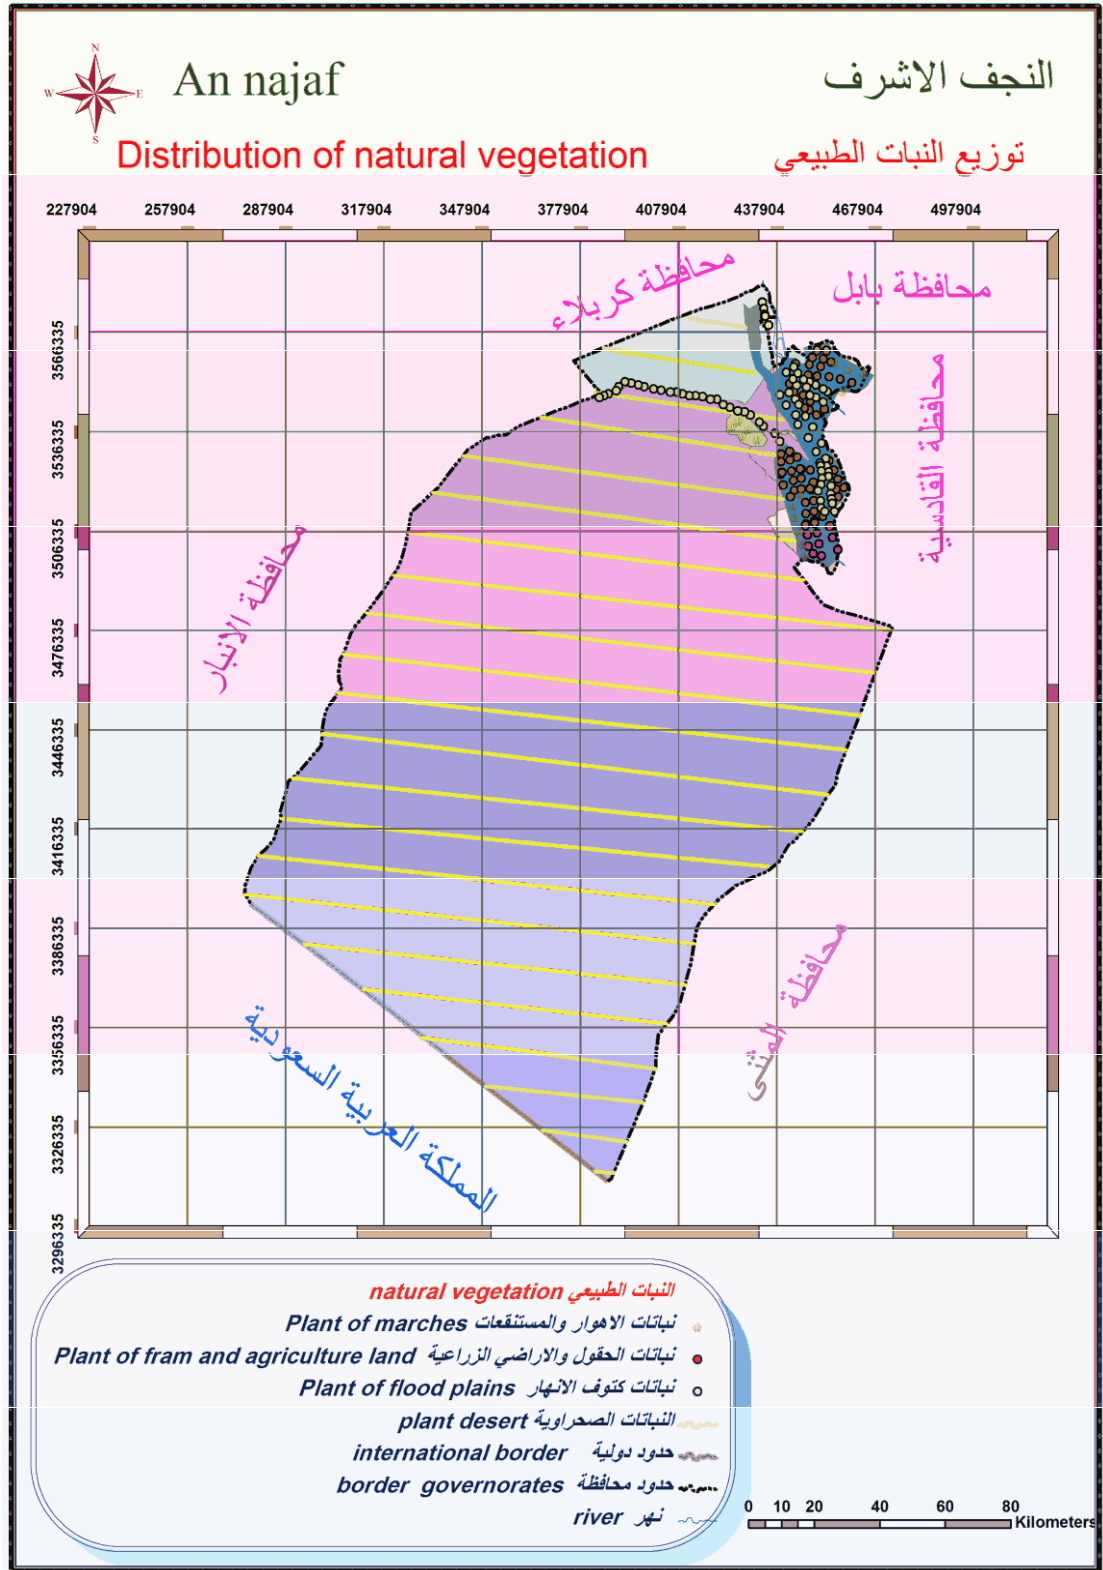 N
W E
S
An najaf
النجف الاشرف
Distribution of natural vegetation
توزيع النبات الطبيعي
227904 257904 287904 317904 347904 377904 407904 437904 467904 497904
3566335
3536335
3506335
3476335
3446335
3416335
3386335
3356335
3326335
3296335
محافظة كربلاء
محافظة بابل
محافظة القادسية
محافظة الانبار
محافظة المثنى
المملكة العربية السعودية
النبات الطبيعي natural vegetation
نباتات الاهوار والمستنقعات Plant of marches
نباتات الحقول والاراضي الزراعية Plant of fram and agriculture land
نباتات كتوف الانهار Plant of flood plains
النباتات الصحراوية plant desert
حدود دولية international border
حدود محافظة border governorates
نهر river
0 10 20 40 60 80
Kilometers